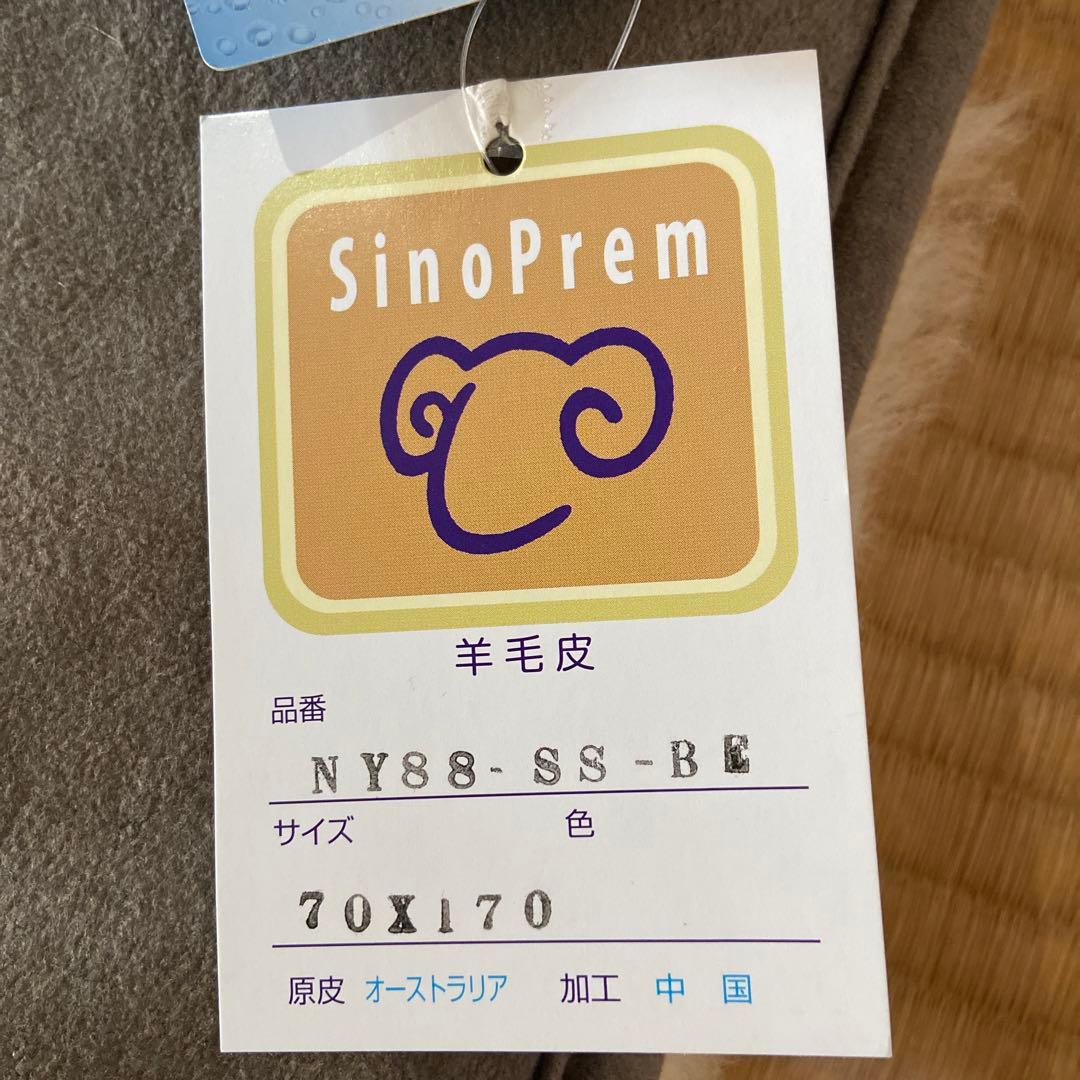 SinoPrem
羊毛皮
品番
NY88-SS-BE
サイズ 色
70X170
原皮 オーストラリア 加工 中国